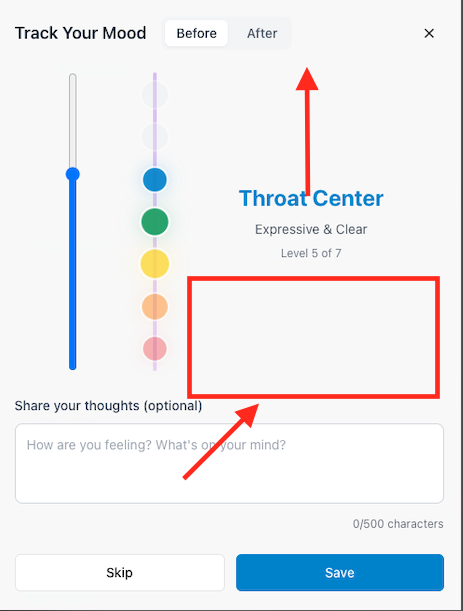 Track Your Mood Before After
Throat Center
Expressive & Clear
Level 5 of 7
Share your thoughts (optional)
How are you feeling? What's on your mind?
0/500 characters
Skip Save